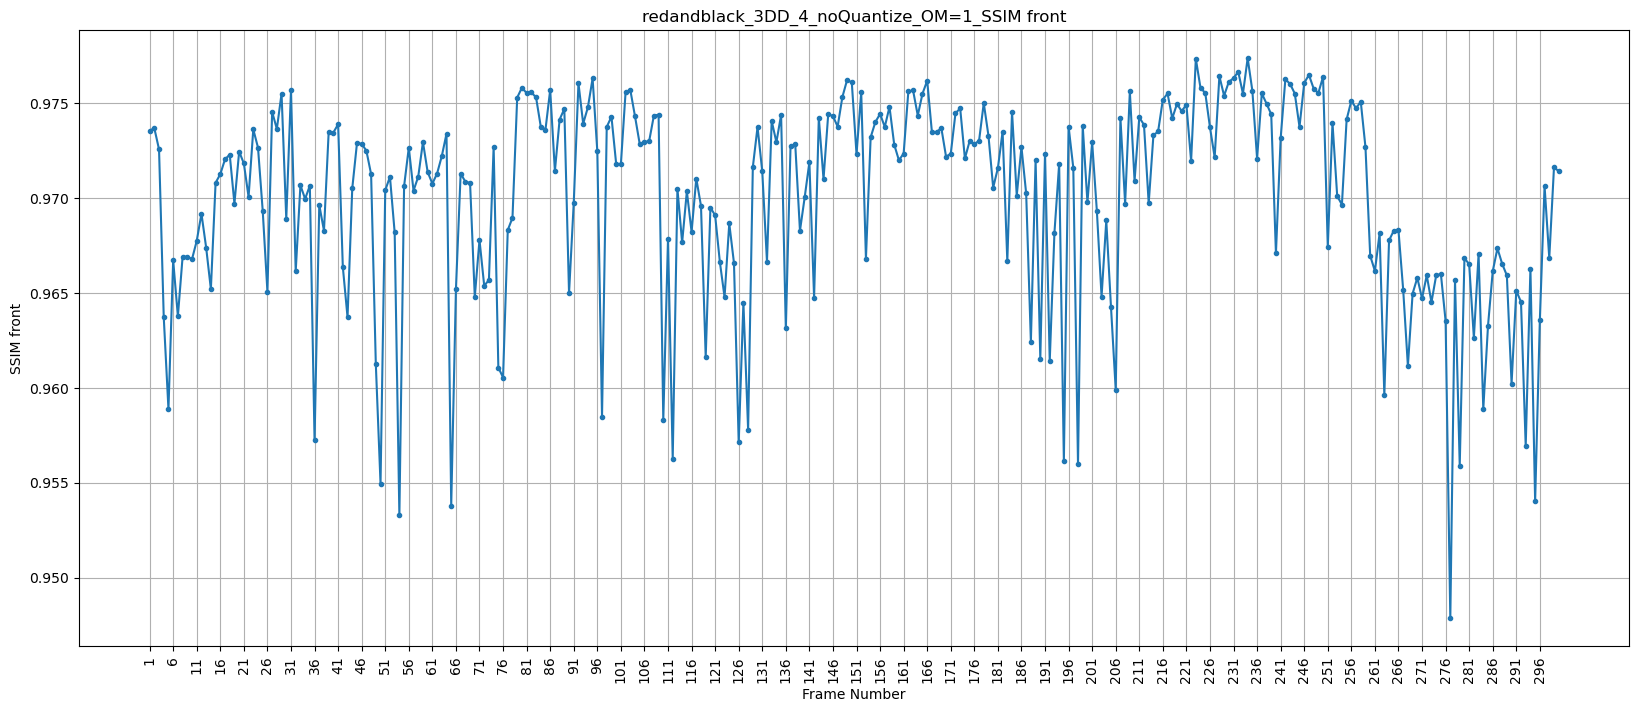 redandblack_3DD_4_noQuantize_OM=1_SSIM front
SSIM front
0.975
0.970
0.965
0.960
0.955
0.950
1 6 11 16 21 26 31 36 41 46 51 56 61 66 71 76 81 86 91 96 101 106 111 116 121 126 131 136 141 146 151 156 161 166 171 176 181 186 191 196 201 206 211 216 221 226 231 236 241 246 251 256 261 266 271 276 281 286 291 296
Frame Number